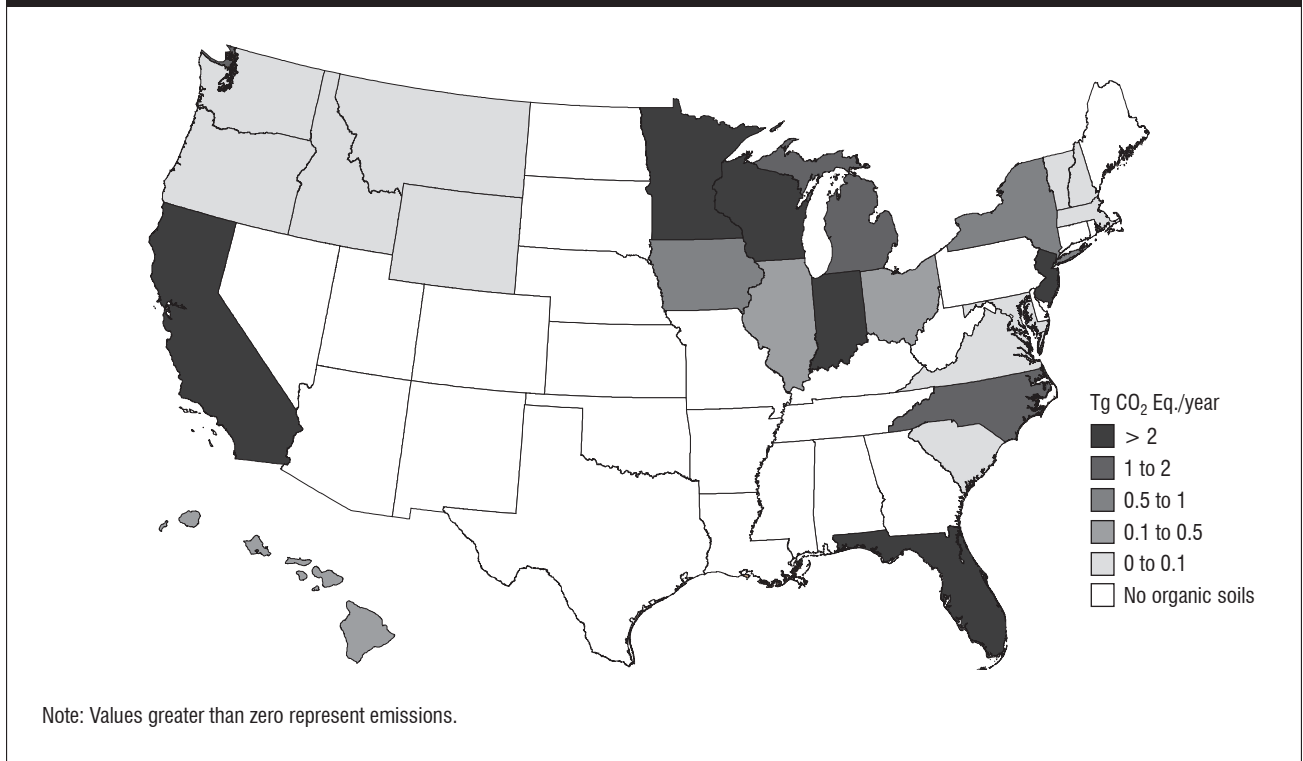 Tg CO₂ Eq./year
> 2
1 to 2
0.5 to 1
0.1 to 0.5
0 to 0.1
No organic soils
Note: Values greater than zero represent emissions.